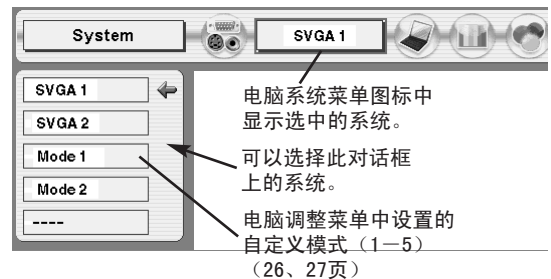 System
SVGA 1
SVGA 1
SVGA 2
Mode 1
Mode 2
----
电脑系统菜单图标中
显示选中的系统。
可以选择此对话框
上的系统。
电脑调整菜单中设置的
自定义模式（1—5）
（26、27页）